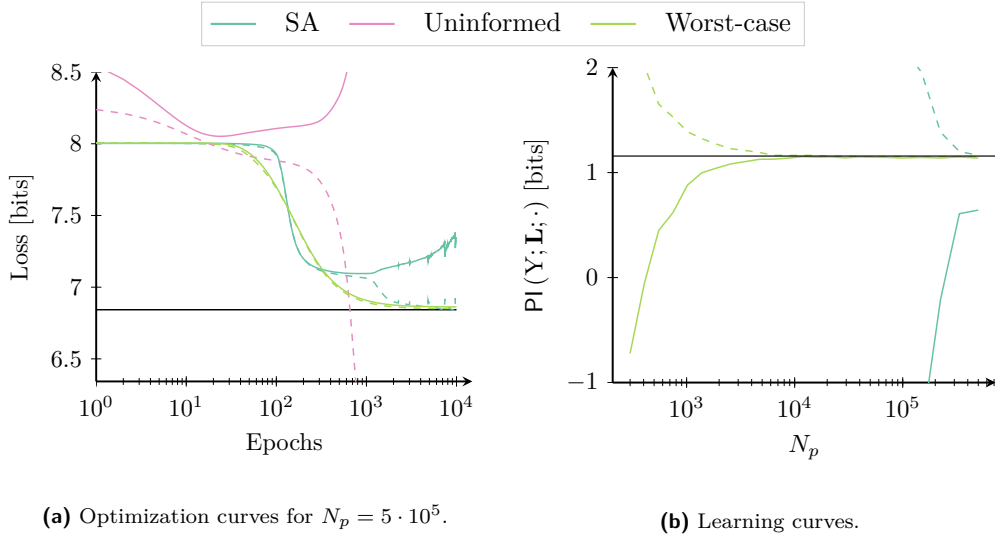 SA Uninformed Worst-case
8.5
8
7.5
7
6.5
Loss [bits]
10^0 10^1 10^2 10^3 10^4
Epochs
(a) Optimization curves for N_p = 5 · 10^5.
2
1
0
−1
PI(Y; L; ·) [bits]
10^3 10^4 10^5
N_p
(b) Learning curves.